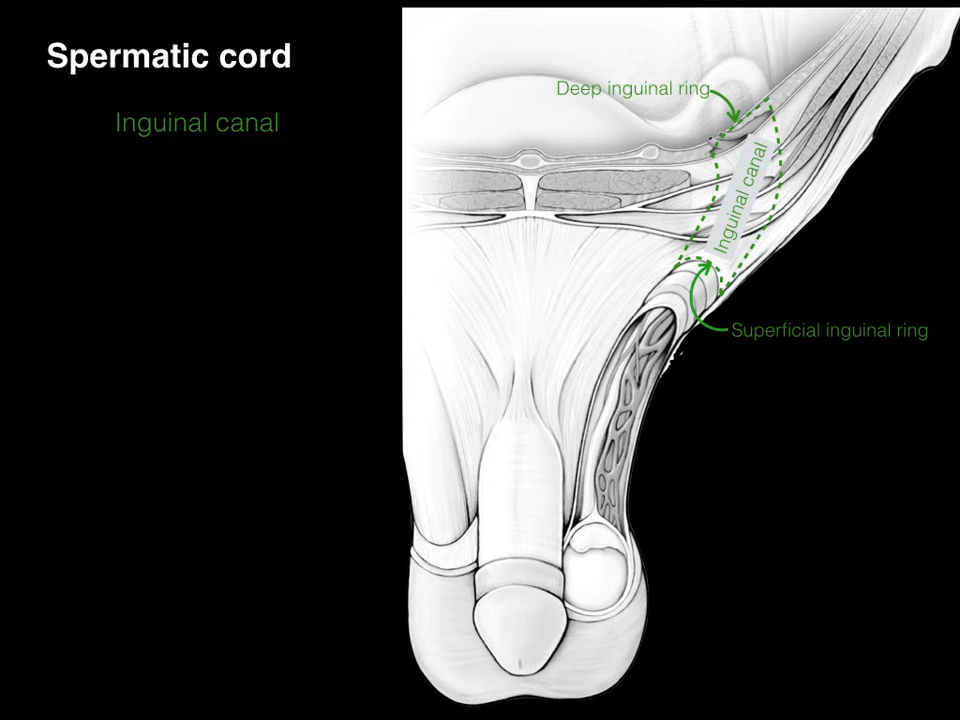 Spermatic cord
Inguinal canal
Deep inguinal ring
Inguinal canal
Superficial inguinal ring